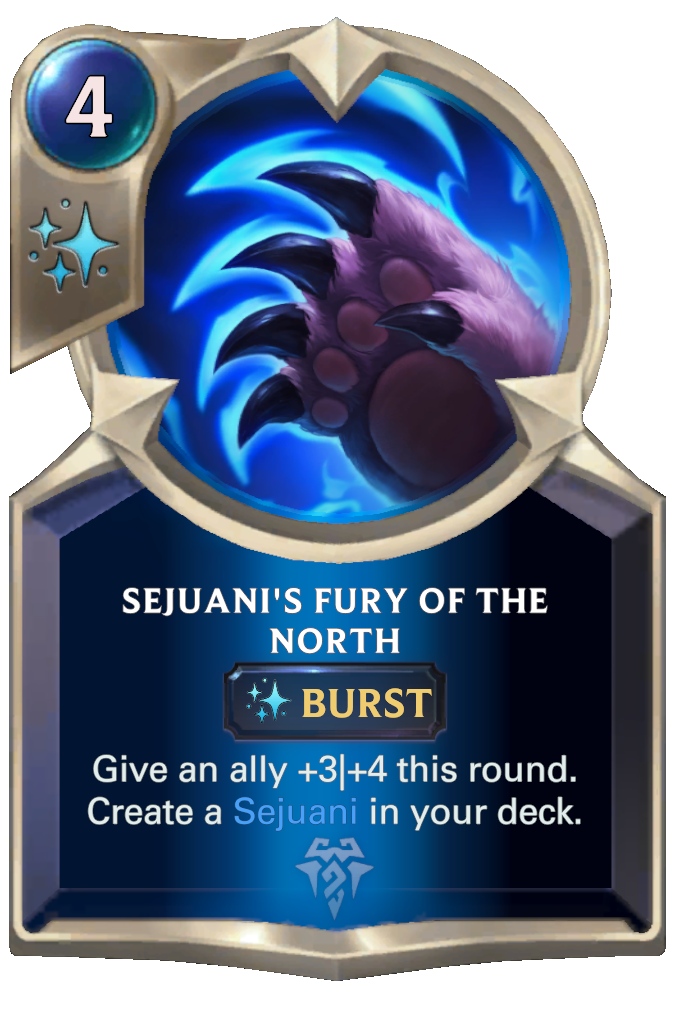 4
SEJUANI'S FURY OF THE
NORTH
BURST
Give an ally +3|+4 this round.
Create a Sejuani in your deck.